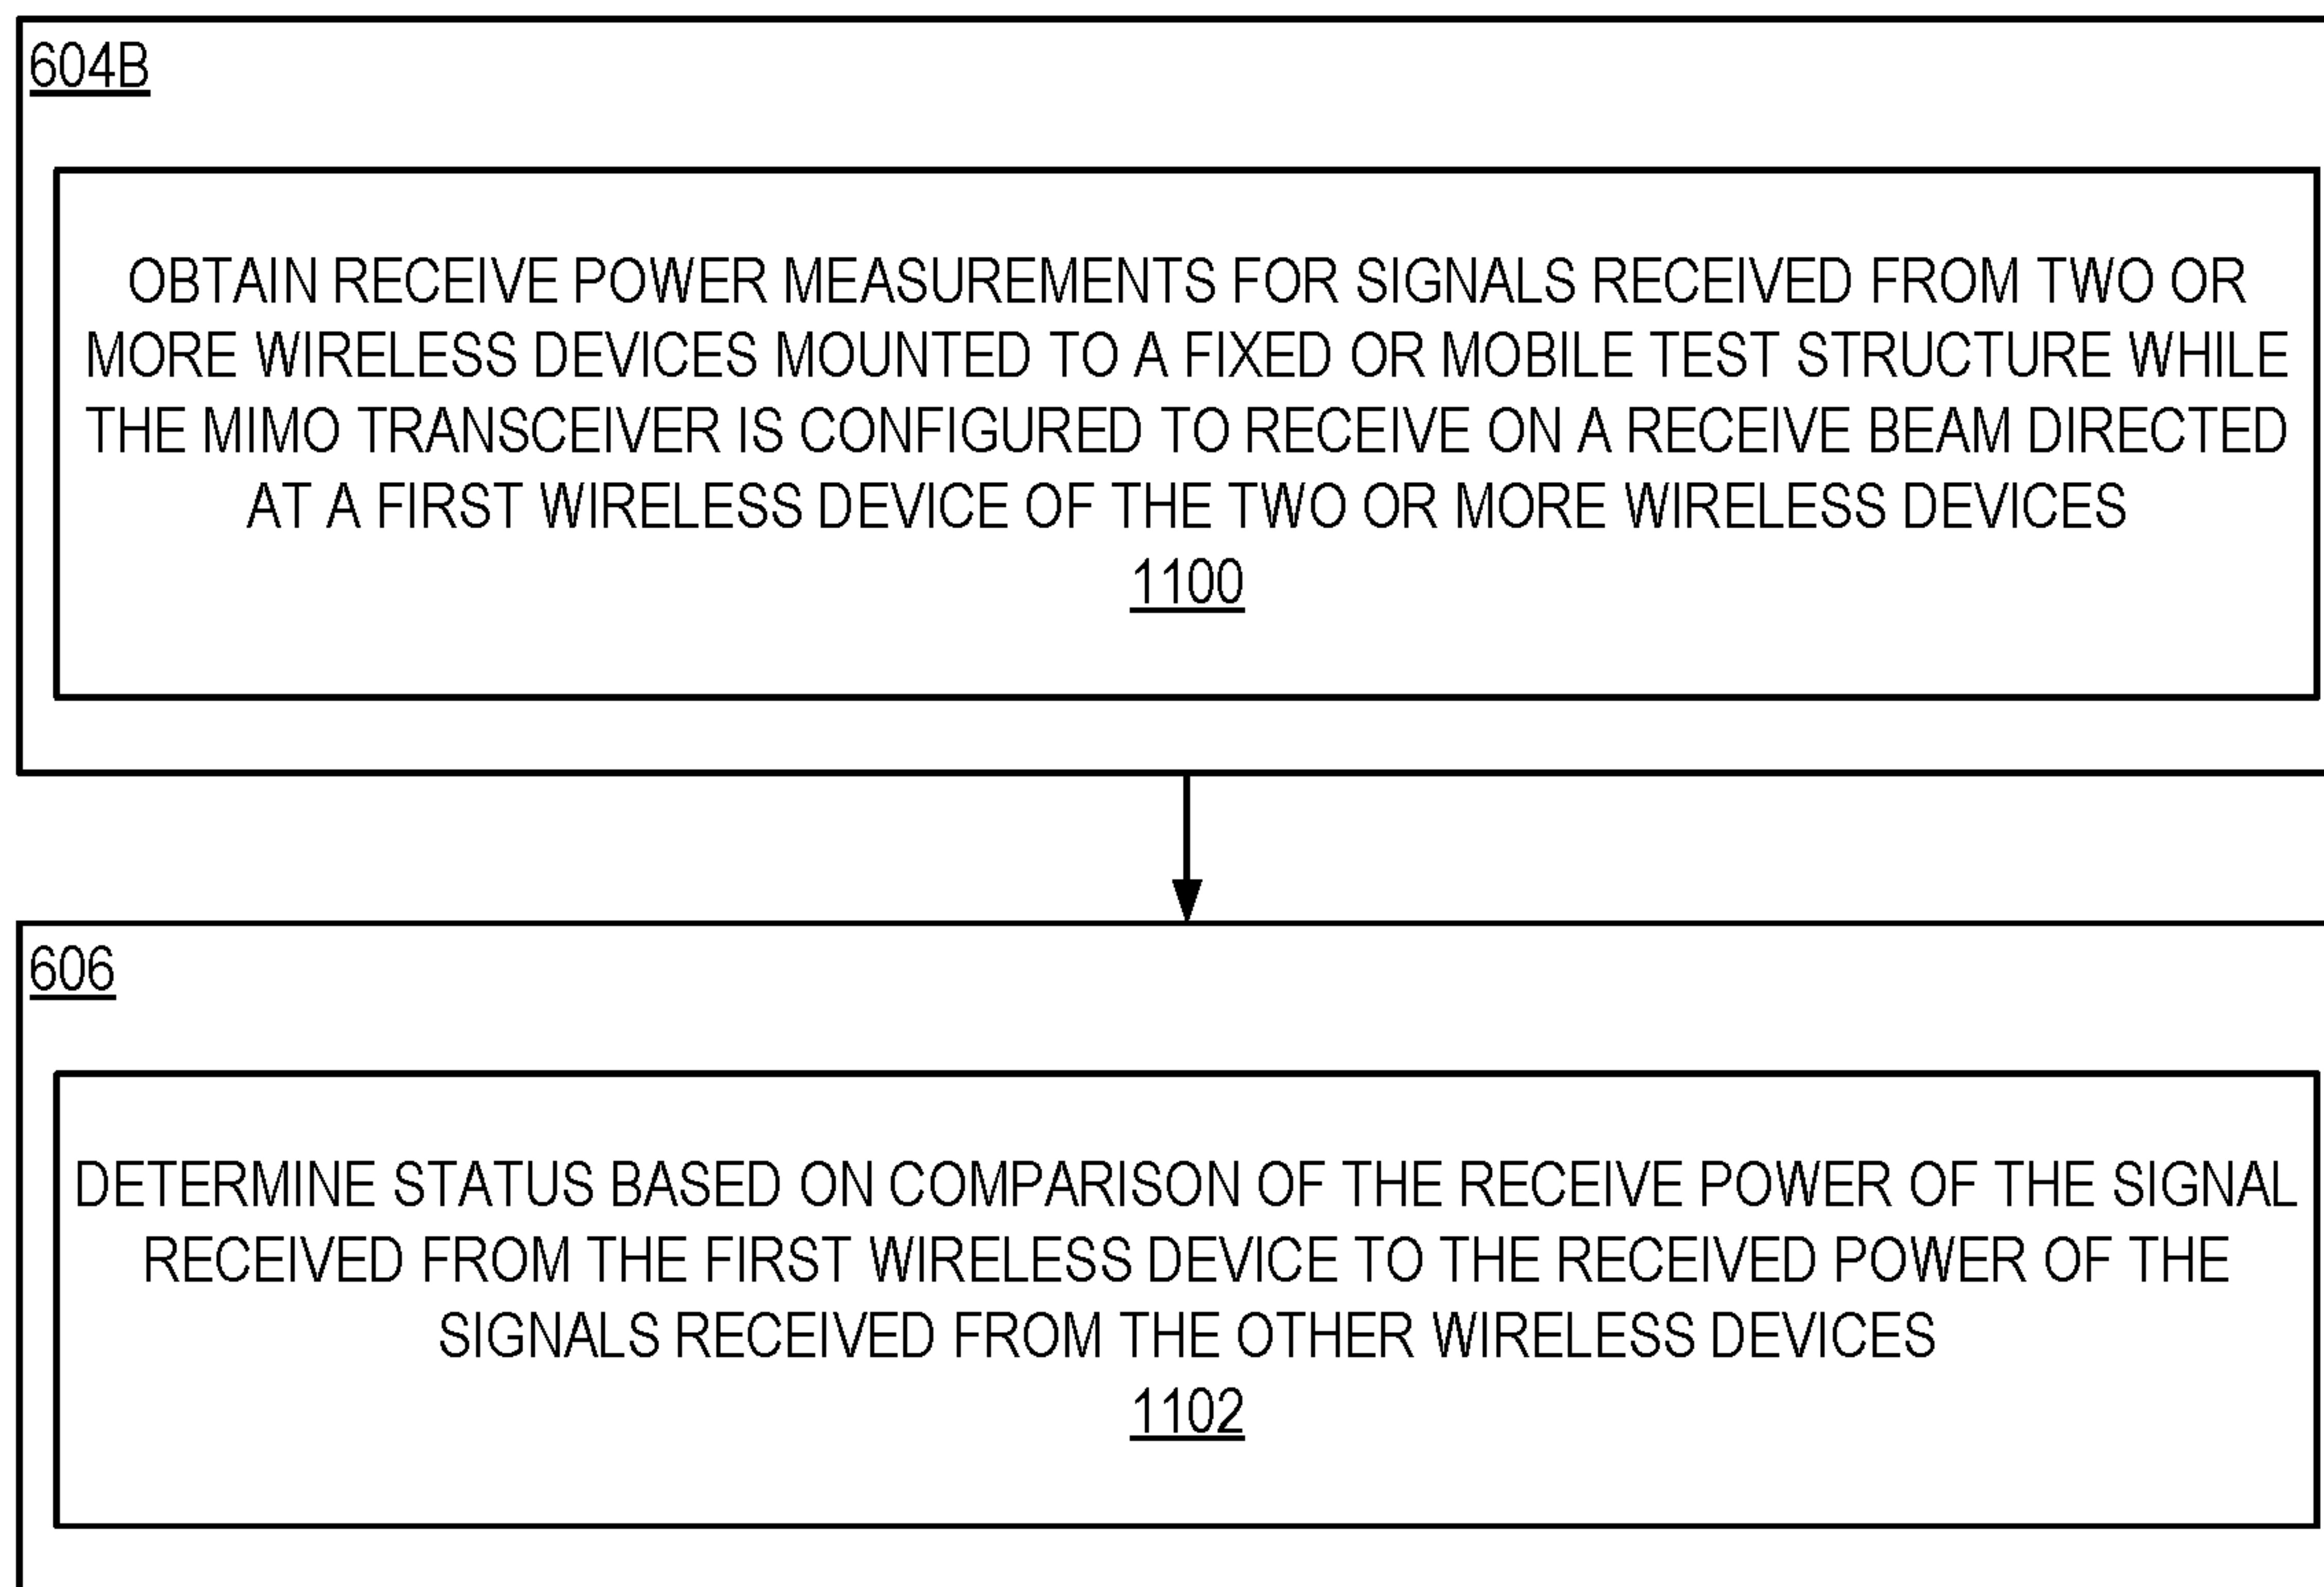 604B
OBTAIN RECEIVE POWER MEASUREMENTS FOR SIGNALS RECEIVED FROM TWO OR
MORE WIRELESS DEVICES MOUNTED TO A FIXED OR MOBILE TEST STRUCTURE WHILE
THE MIMO TRANSCEIVER IS CONFIGURED TO RECEIVE ON A RECEIVE BEAM DIRECTED
AT A FIRST WIRELESS DEVICE OF THE TWO OR MORE WIRELESS DEVICES
1100
606
DETERMINE STATUS BASED ON COMPARISON OF THE RECEIVE POWER OF THE SIGNAL
RECEIVED FROM THE FIRST WIRELESS DEVICE TO THE RECEIVED POWER OF THE
SIGNALS RECEIVED FROM THE OTHER WIRELESS DEVICES
1102